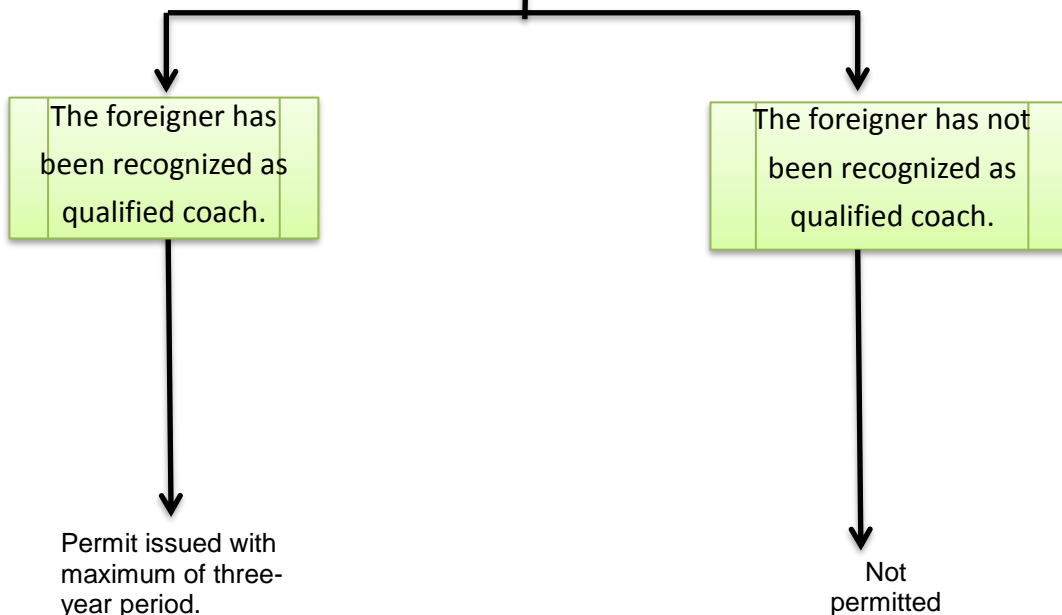 The foreigner has
been recognized as
qualified coach.
The foreigner has not
been recognized as
qualified coach.
Permit issued with
maximum of three-
year period.
Not
permitted